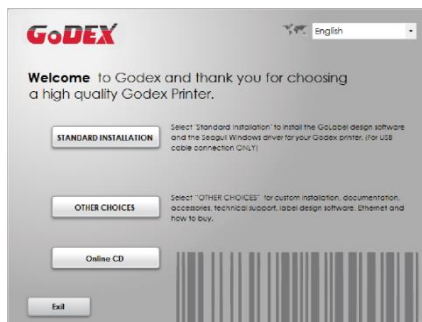 GoDEX
English
Welcome to Godex and thank you for choosing
a high quality Godex Printer.
STANDARD INSTALLATION
Select "Standard Installation" to install the GoLabel design software
and the Seagull Windows driver for your Godex printer. (For USB
cable connection ONLY)
OTHER CHOICES
Select "OTHER CHOICES" for custom installation, documentation,
accessories, technical support, label design software, Ethernet and
how to buy.
Online CD
Exit